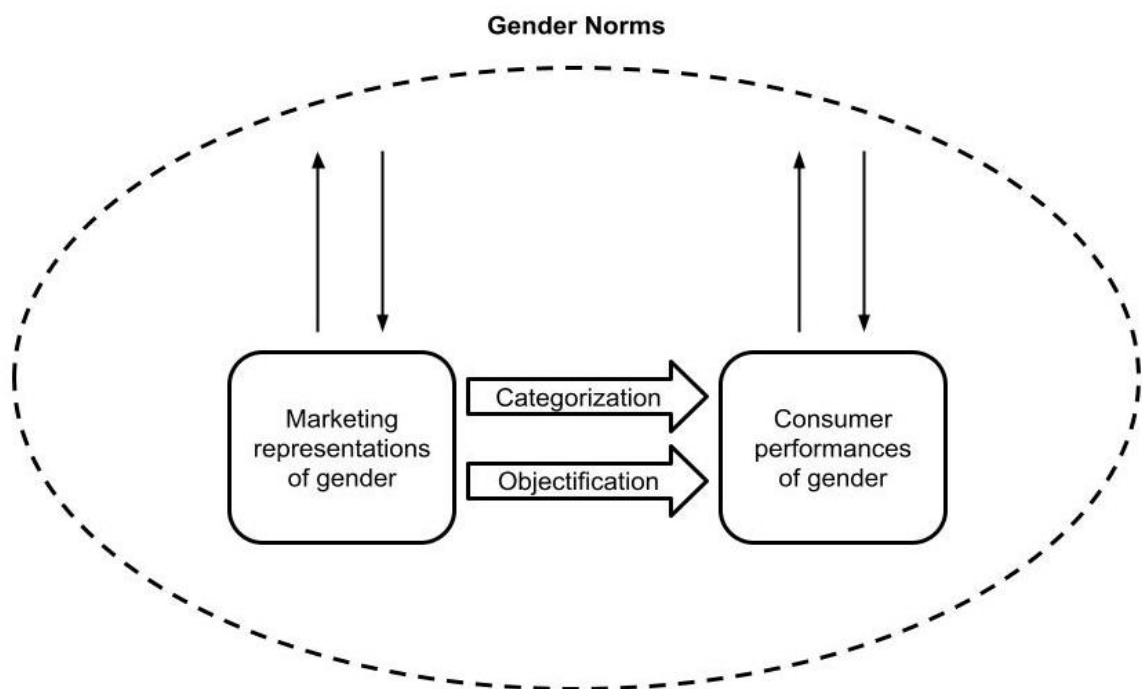 Gender Norms
Marketing
representations
of gender
Categorization
Objectification
Consumer
performances
of gender